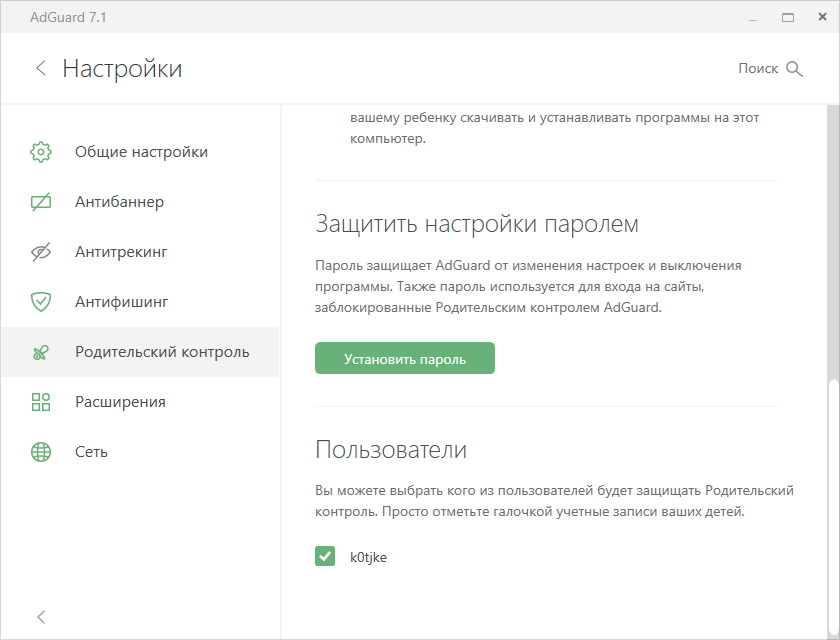 AdGuard 7.1
Настройки
Поиск
Общие настройки
Антибаннер
Антитрекинг
Антифишинг
Родительский контроль
Расширения
Сеть
вашему ребенку скачивать и устанавливать программы на этот
компьютер.
Защитить настройки паролем
Пароль защищает AdGuard от изменения настроек и выключения
программы. Также пароль используется для входа на сайты,
заблокированные Родительским контролем AdGuard.
Установить пароль
Пользователи
Вы можете выбрать кого из пользователей будет защищать Родительский
контроль. Просто отметьте галочкой учетные записи ваших детей.
k0tjke